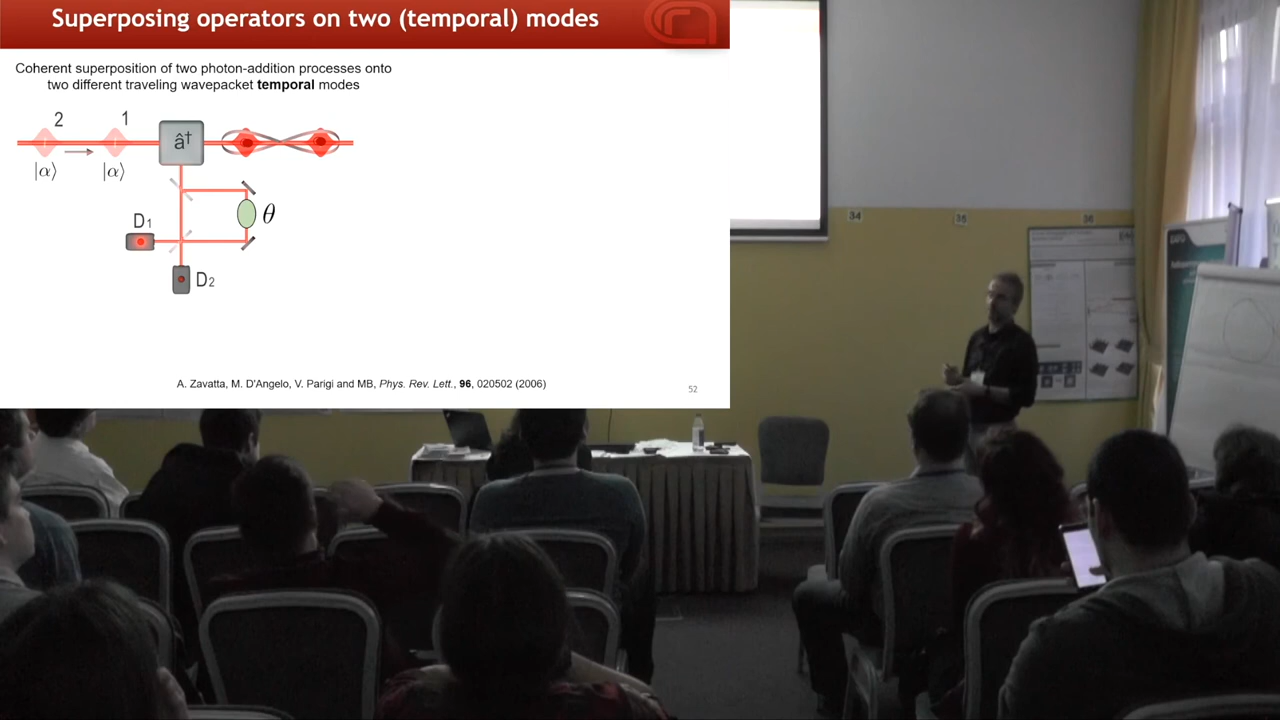 Superposing operators on two (temporal) modes
Coherent superposition of two photon-addition processes onto
two different traveling wavepacket temporal modes
2
1
â†
|α⟩
|α⟩
θ
D1
D2
A. Zavatta, M. D'Angelo, V. Parigi and MB, Phys. Rev. Lett., 96, 020502 (2006)
52
34
35
36